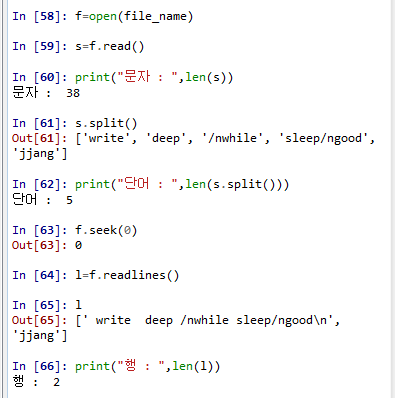 In [58]: f=open(file_name)
In [59]: s=f.read()
In [60]: print("문자 : ",len(s))
문자 :  38
In [61]: s.split()
Out[61]: ['write', 'deep', '/nwhile', 'sleep/ngood',
'jjang']
In [62]: print("단어 : ",len(s.split()))
단어 :  5
In [63]: f.seek(0)
Out[63]: 0
In [64]: l=f.readlines()
In [65]: l
Out[65]: [' write  deep /nwhile sleep/ngood\n',
'jjang']
In [66]: print("행 : ",len(l))
행 :  2